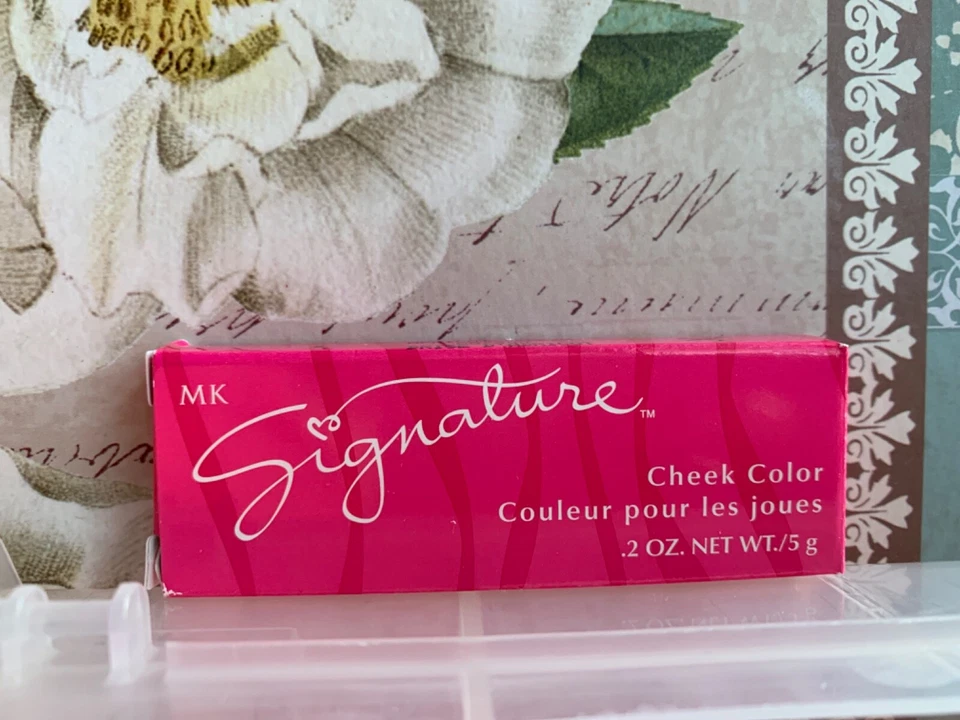 MK
Signature™
Cheek Color
Couleur pour les joues
.2 OZ. NET WT./5 g